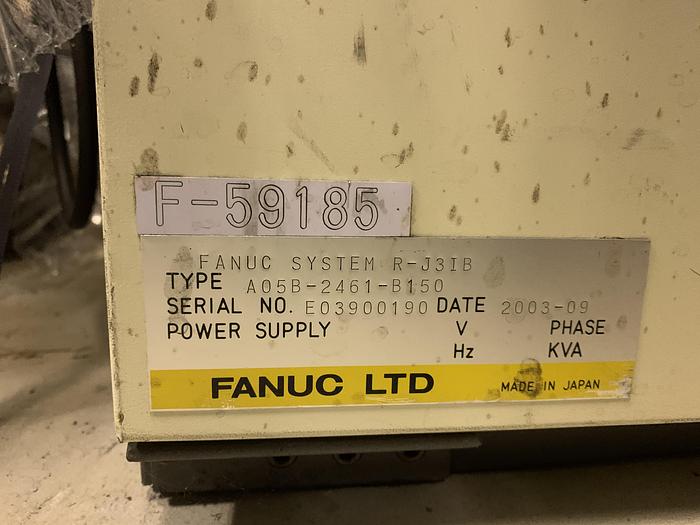 F-59185
FANUC SYSTEM R-J3IB
TYPE A05B-2461-B150
SERIAL NO. E03900190 DATE 2003-09
POWER SUPPLY V PHASE
Hz KVA
FANUC LTD MADE IN JAPAN